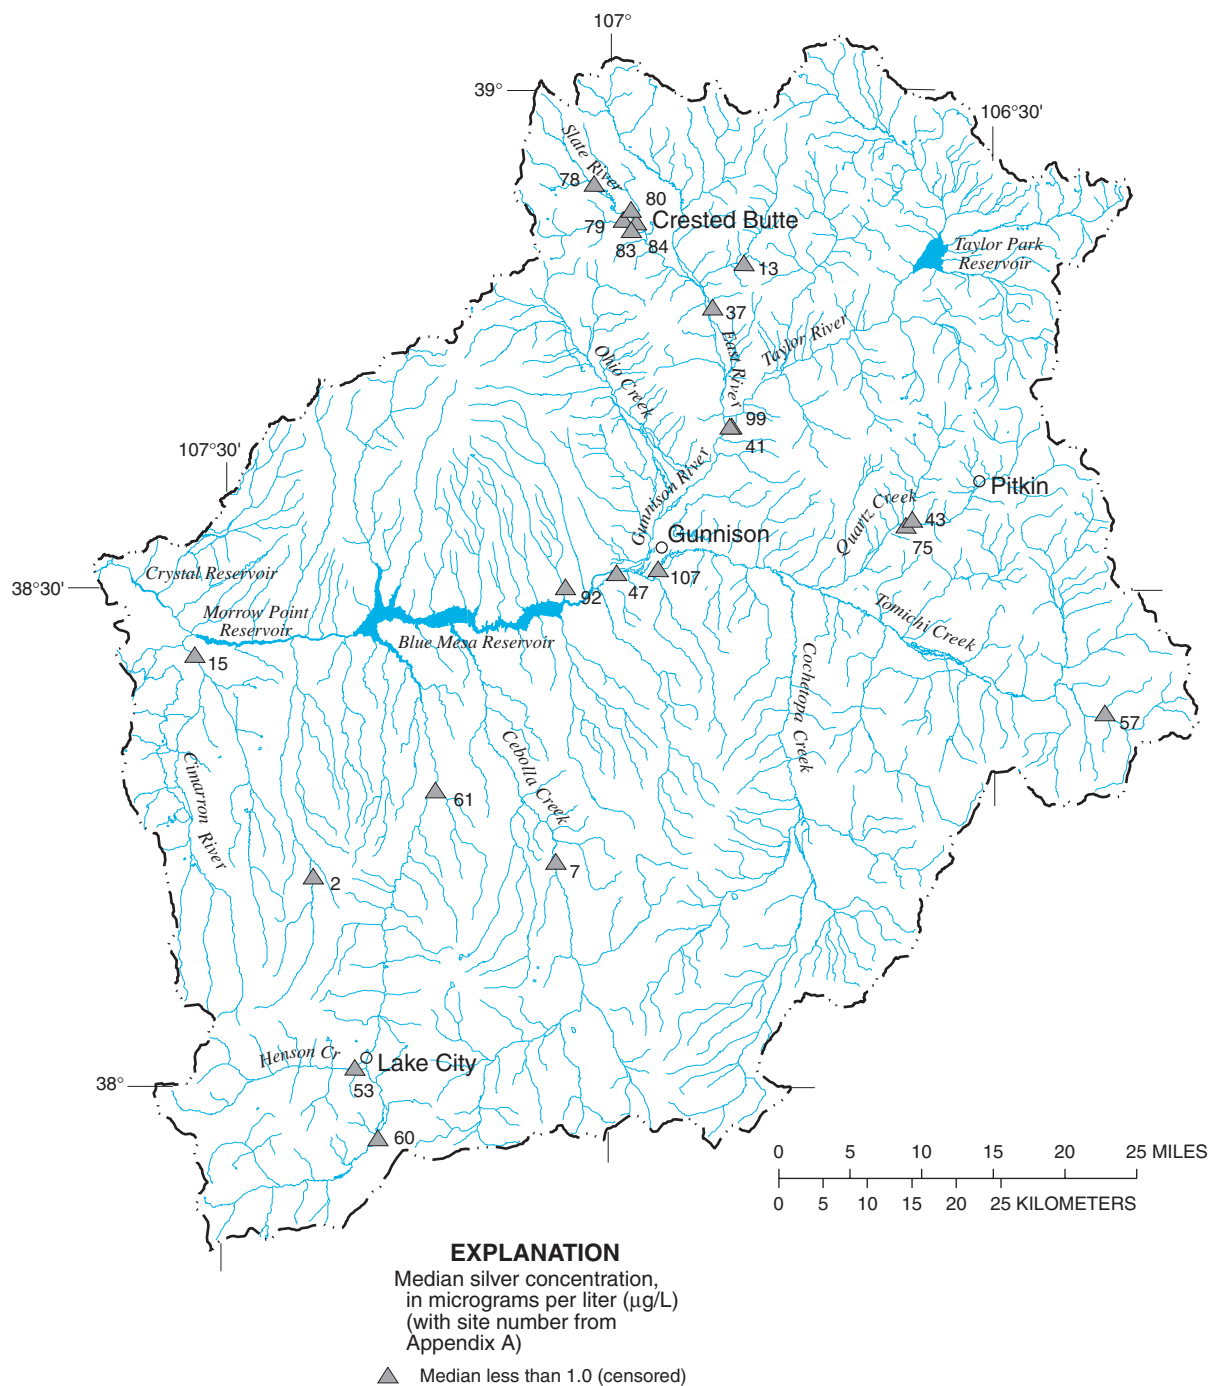 107°
39°
106°30'
Slate River
78
80
Crested Butte
79
83
84
Taylor Park
Reservoir
13
37
East River
Taylor River
Ohio Creek
99
41
107°30'
Gunnison River
Pitkin
Quartz Creek
43
75
Gunnison
Crystal Reservoir
38°30'
107
47
92
Morrow Point
Reservoir
Blue Mesa Reservoir
Tomichi Creek
15
Cochetopa Creek
57
Cimarron River
Cebolla Creek
61
7
2
Henson Cr
Lake City
38°
53
60
0 5 10 15 20 25 MILES
0 5 10 15 20 25 KILOMETERS
EXPLANATION
Median silver concentration,
in micrograms per liter (µg/L)
(with site number from
Appendix A)
Median less than 1.0 (censored)